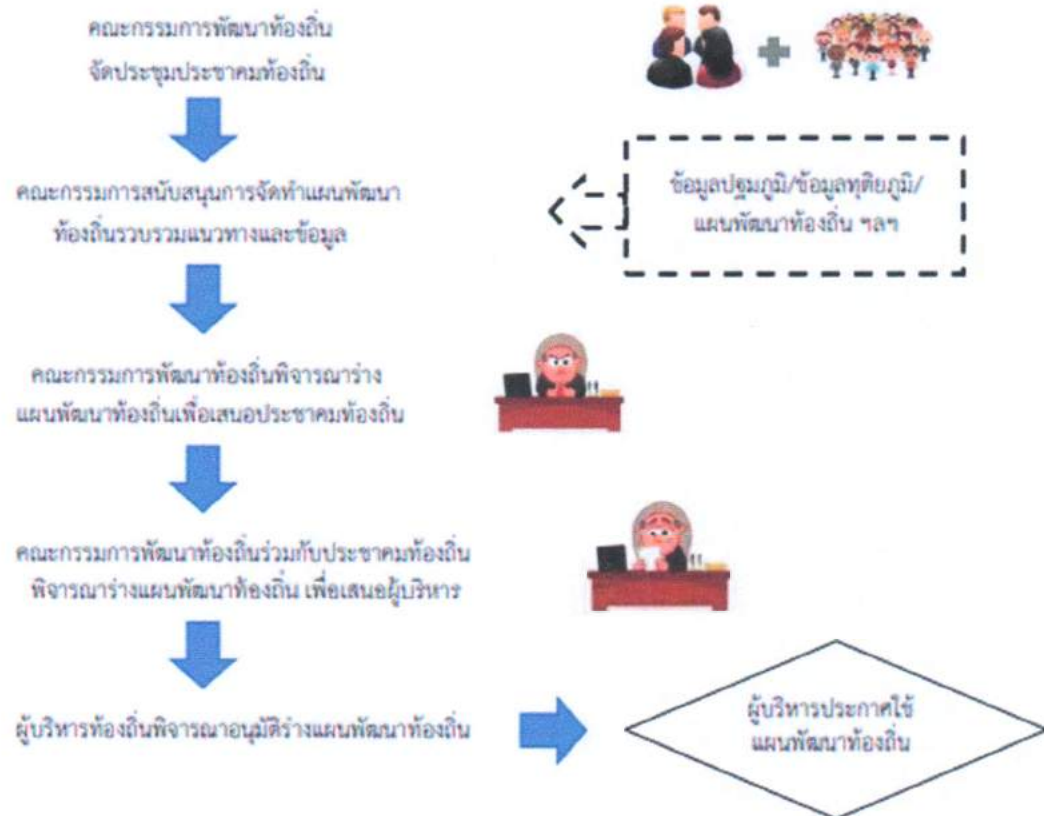 คณะกรรมการพัฒนาท้องถิ่น
จัดประชุมประชาคมท้องถิ่น
คณะกรรมการสนับสนุนการจัดทำแผนพัฒนา
ท้องถิ่นรวบรวมแนวทางและข้อมูล
ข้อมูลปฐมภูมิ/ข้อมูลทุติยภูมิ/
แผนพัฒนาท้องถิ่น ฯลฯ
คณะกรรมการพัฒนาท้องถิ่นพิจารณาร่าง
แผนพัฒนาท้องถิ่นเพื่อเสนอประชาคมท้องถิ่น
คณะกรรมการพัฒนาท้องถิ่นร่วมกับประชาคมท้องถิ่น
พิจารณาร่างแผนพัฒนาท้องถิ่น เพื่อเสนอผู้บริหาร
ผู้บริหารท้องถิ่นพิจารณาอนุมัติร่างแผนพัฒนาท้องถิ่น
ผู้บริหารประกาศใช้
แผนพัฒนาท้องถิ่น